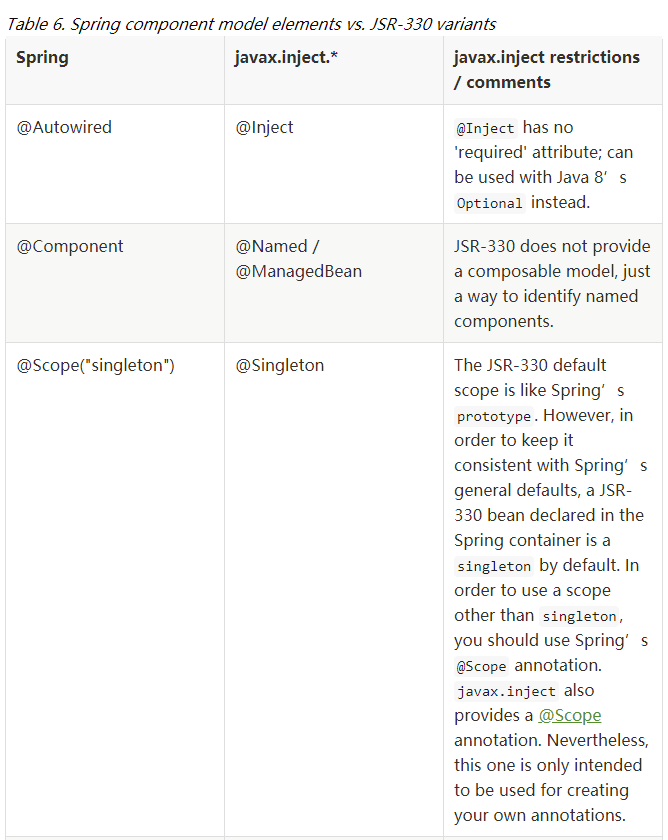 Table 6. Spring component model elements vs. JSR-330 variants
Spring
javax.inject.*
javax.inject restrictions
/ comments
@Autowired
@Inject
@Inject has no
'required' attribute; can
be used with Java 8’s
Optional instead.
@Component
@Named /
@ManagedBean
JSR-330 does not provide
a composable model, just
a way to identify named
components.
@Scope("singleton")
@Singleton
The JSR-330 default
scope is like Spring’s
prototype. However, in
order to keep it
consistent with Spring’s
general defaults, a JSR-
330 bean declared in the
Spring container is a
singleton by default. In
order to use a scope
other than singleton,
you should use Spring’s
@Scope annotation.
javax.inject also
provides a @Scope
annotation. Nevertheless,
this one is only intended
to be used for creating
your own annotations.